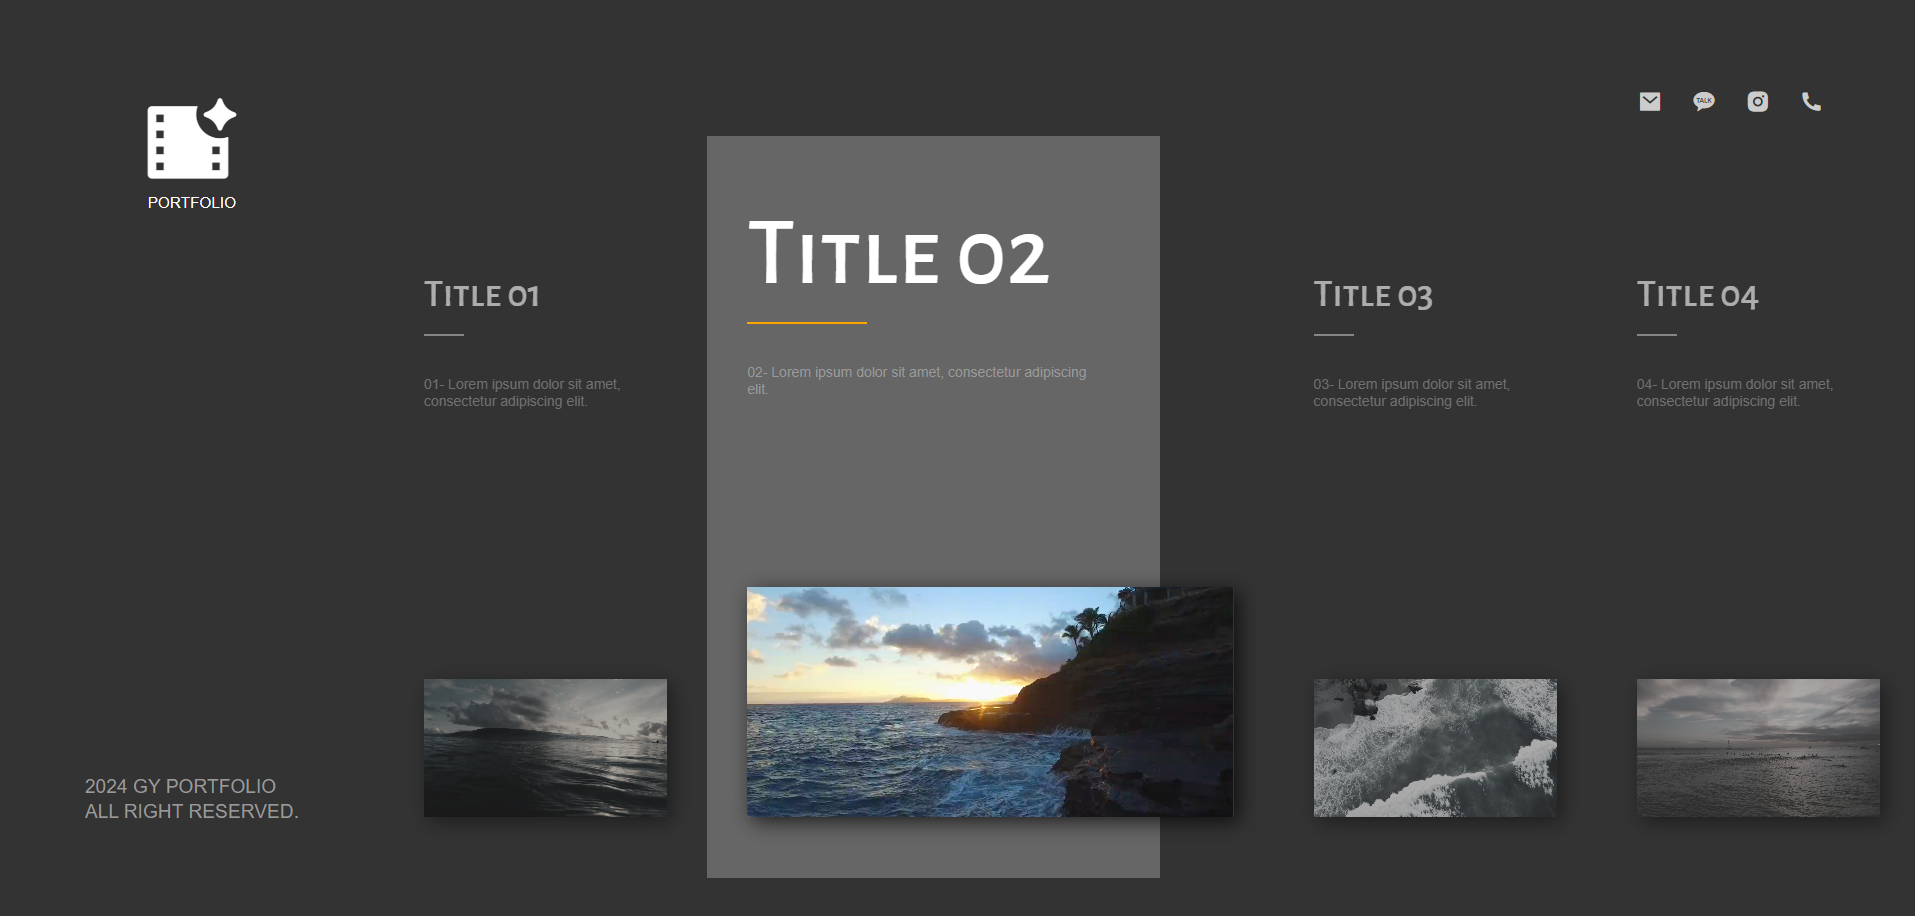 PORTFOLIO
TALK
Title 01
01- Lorem ipsum dolor sit amet,
consectetur adipiscing elit.
Title 02
02- Lorem ipsum dolor sit amet, consectetur adipiscing
elit.
Title 03
03- Lorem ipsum dolor sit amet,
consectetur adipiscing elit.
Title 04
04- Lorem ipsum dolor sit amet,
consectetur adipiscing elit.
2024 GY PORTFOLIO
ALL RIGHT RESERVED.